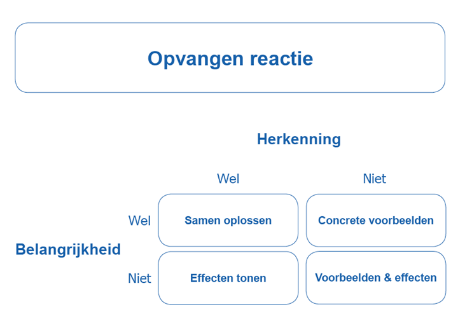 Opvangen reactie
Herkenning
Wel Niet
Wel Samen oplossen Concrete voorbeelden
Belangrijkheid
Niet Effecten tonen Voorbeelden & effecten